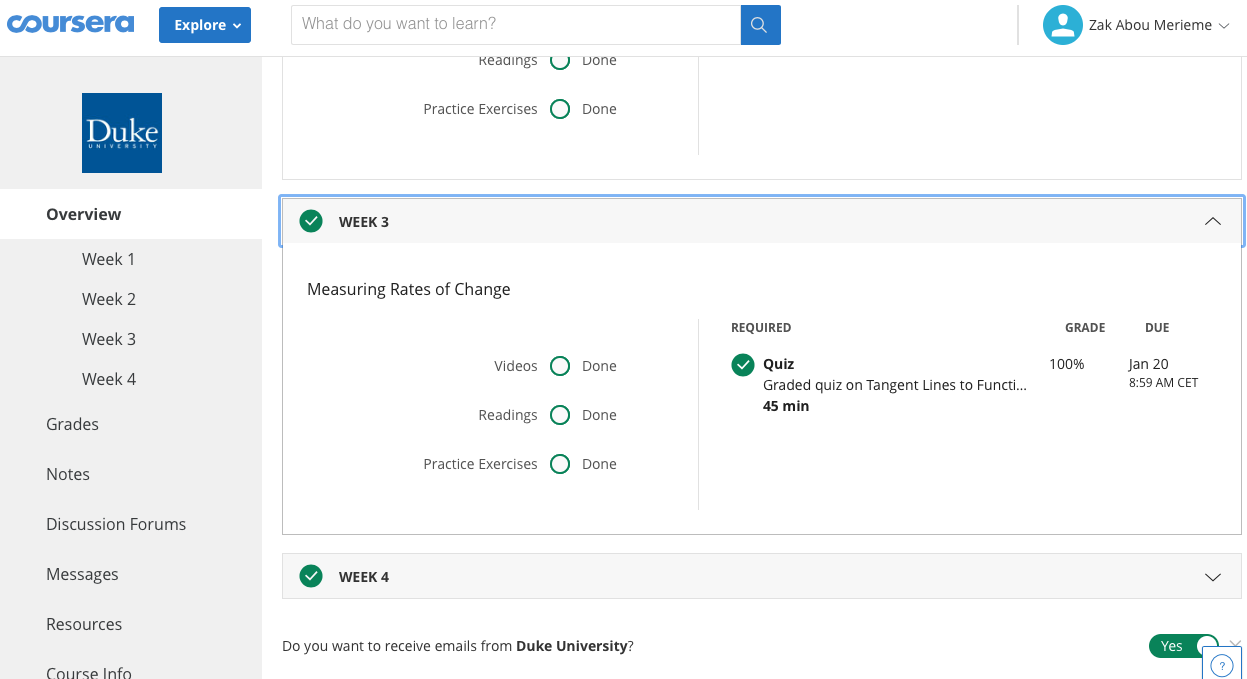 coursera
Explore
What do you want to learn?
Zak Abou Merieme
Duke
UNIVERSITY
Overview
Week 1
Week 2
Week 3
Week 4
Grades
Notes
Discussion Forums
Messages
Resources
Course Info
Readings Done
Practice Exercises Done
WEEK 3
Measuring Rates of Change
Videos Done
Readings Done
Practice Exercises Done
REQUIRED GRADE DUE
Quiz 100% Jan 20
Graded quiz on Tangent Lines to Functi... 8:59 AM CET
45 min
WEEK 4
Do you want to receive emails from Duke University? Yes
?